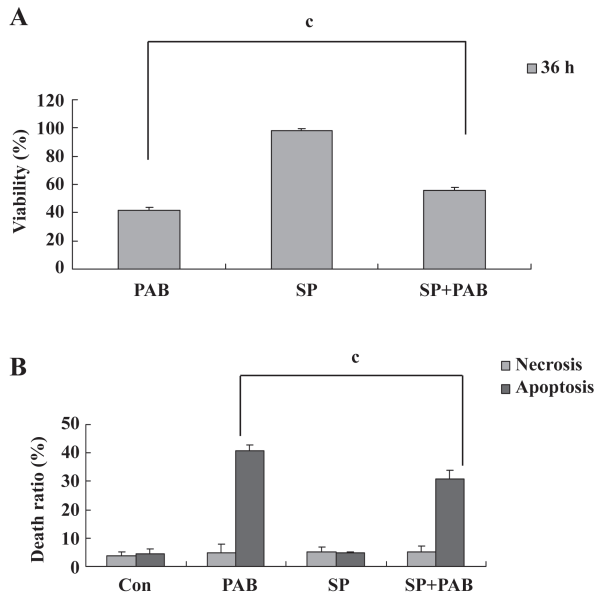 A
c
36 h
Viability (%)
120
100
80
60
40
20
0
PAB SP SP+PAB
B
c
Necrosis
Apoptosis
Death ratio (%)
50
40
30
20
10
0
Con PAB SP SP+PAB